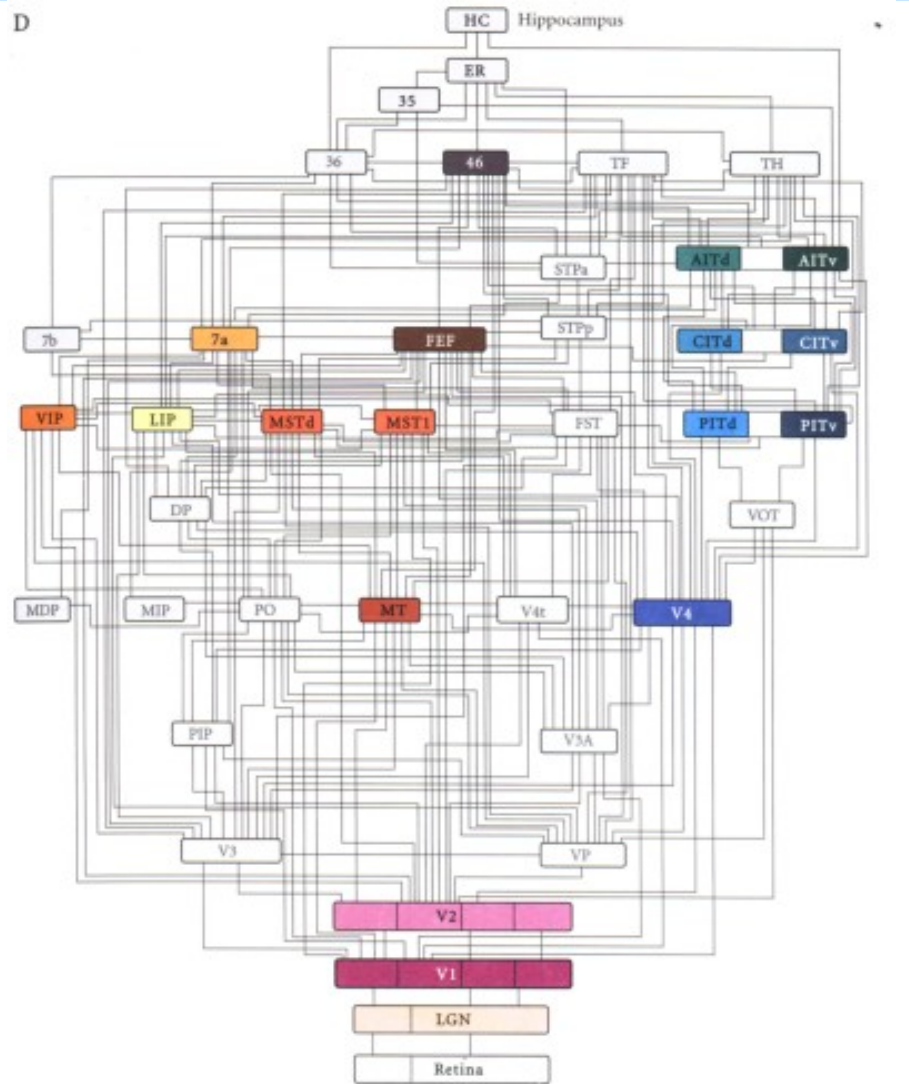 D
HC Hippocampus
ER
35
36 46 TF TH
AITd AITv
STPa
STPp
7b 7a FEF CITd CITv
VIP LIP MSTd MST1 FST PITd PITv
DP VOT
MDP MIP PO MT V4t V4
PIP V3A
V3 VP
V2
V1
LGN
Retina